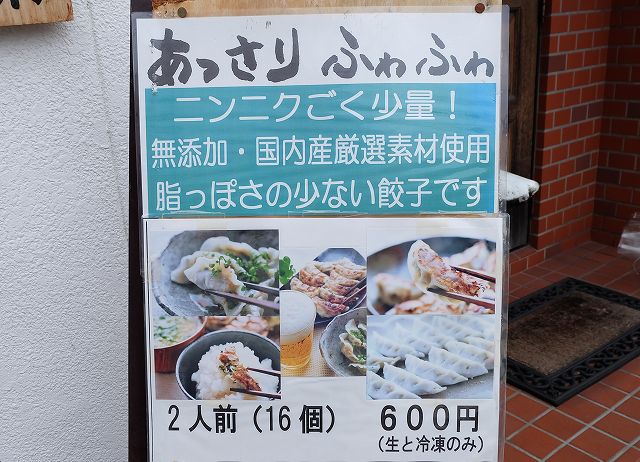 あっさり ふわふわ
ニンニクごく少量！
無添加・国内産厳選素材使用
脂っぽさの少ない餃子です
2人前（16個） 600円
（生と冷凍のみ）